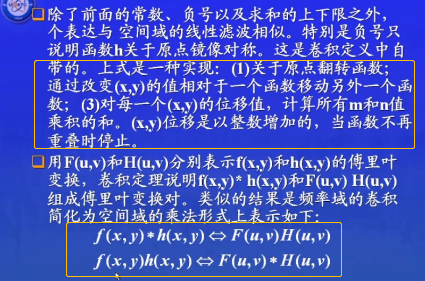 除了前面的常数、负号以及求和的上下限之外，
个表达与 空间域的线性滤波相似。特别是负号只
说明函数h关于原点镜像对称。这是卷积定义中自
带的。上式是一种实现：(1)关于原点翻转函数；
通过改变(x,y)的值相对于一个函数移动另外一个函
数；(3)对每一个(x,y)的位移值，计算所有m和n值
乘积的和。(x,y)位移是以整数增加的，当函数不再
重叠时停止。
用F(u,v)和H(u,v)分别表示f(x,y)和h(x,y)的傅里叶
变换，卷积定理说明f(x,y)* h(x,y)和F(u,v) H(u,v)
组成傅里叶变换对。类似的结果是频率域的卷积
简化为空间域的乘法形式上表示如下：
f(x,y)*h(x,y)⇔F(u,v)H(u,v)
f(x,y)h(x,y)⇔F(u,v)*H(u,v)